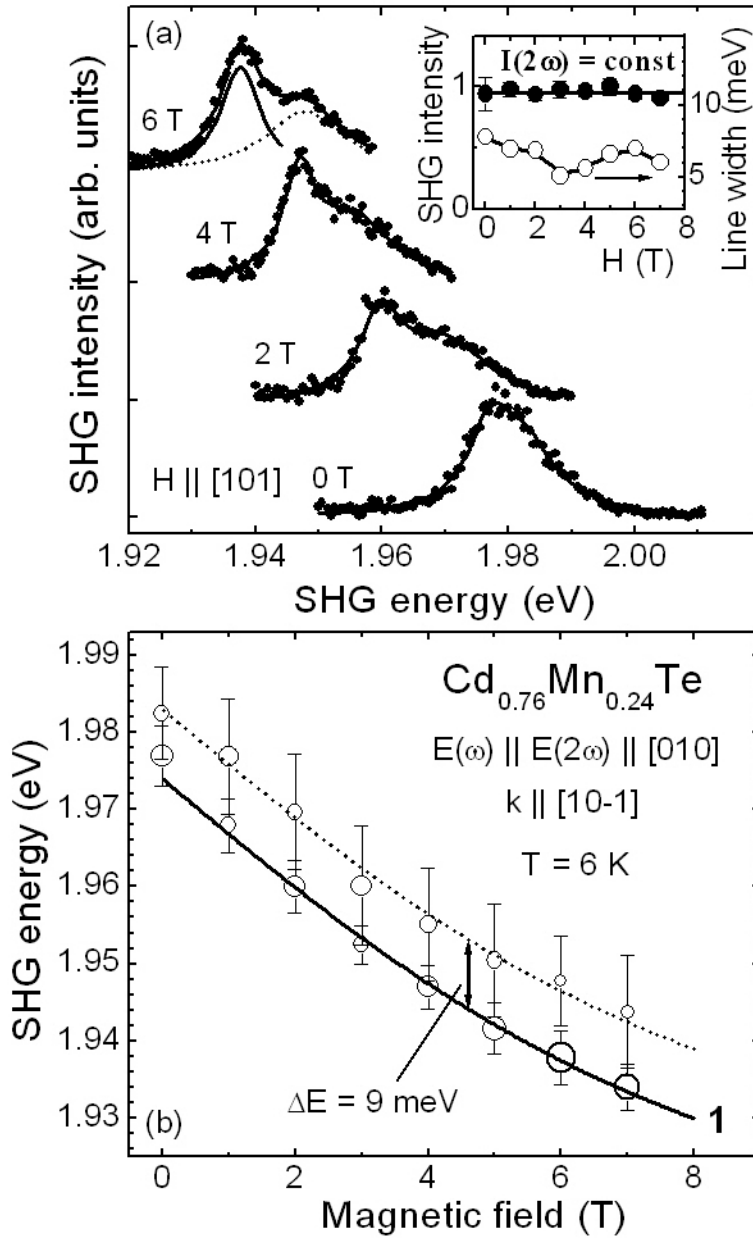 (a)
I(2ω) = const
1
0
10
5
0 2 4 6 8
H (T)
SHG intensity
Line width (meV)
6 T
4 T
2 T
0 T
H || [101]
SHG intensity (arb. units)
1.92 1.94 1.96 1.98 2.00
SHG energy (eV)
1.99
1.98
1.97
1.96
1.95
1.94
1.93
SHG energy (eV)
Cd0.76Mn0.24Te
E(ω) || E(2ω) || [010]
k || [10-1]
T = 6 K
ΔE = 9 meV
1
(b)
0 2 4 6 8
Magnetic field (T)